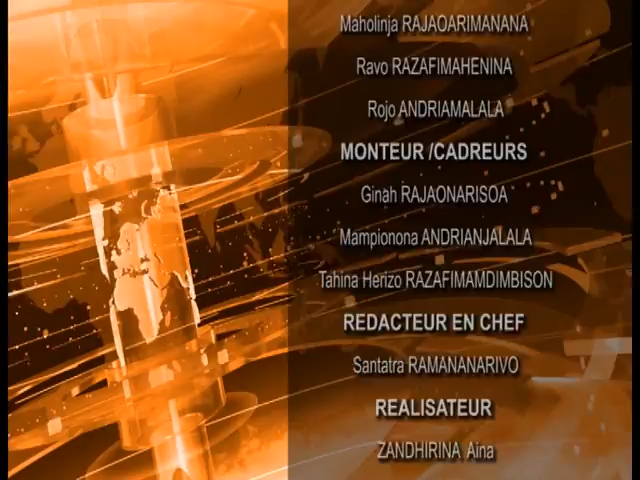 Maholinja RAJAOARIMANANA
Ravo RAZAFIMAHENINA
Rojo ANDRIAMALALA
MONTEUR /CADREURS
Ginah RAJAONARISOA
Mampionona ANDRIANJALALA
Tahina Herizo RAZAFIMAMDIMBISON
REDACTEUR EN CHEF
Santatra RAMANANARIVO
REALISATEUR
ZANDHIRINA Aina